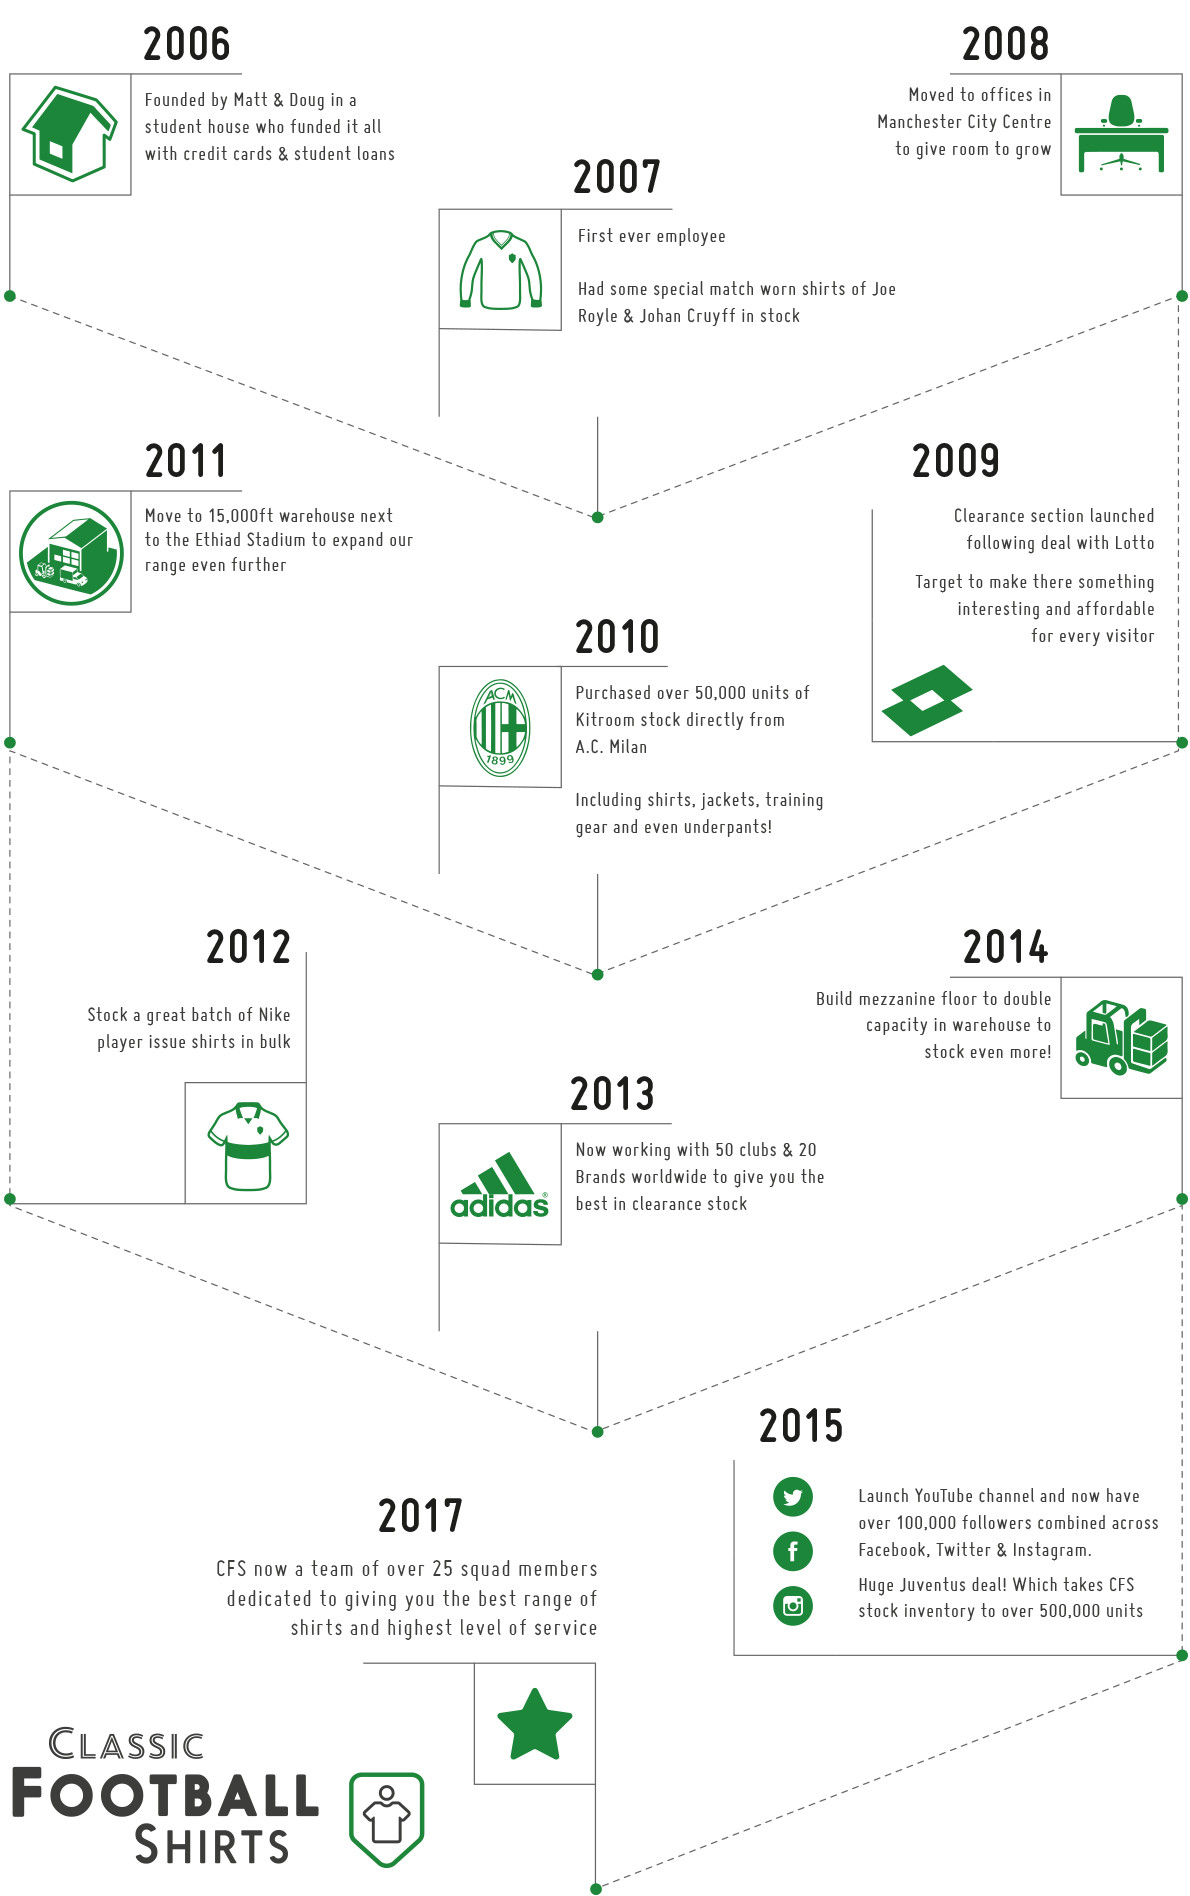 2006
Founded by Matt & Doug in a
student house who funded it all
with credit cards & student loans
2007
First ever employee
Had some special match worn shirts of Joe
Royle & Johan Cruyff in stock
2008
Moved to offices in
Manchester City Centre
to give room to grow
2009
Clearance section launched
following deal with Lotto
Target to make there something
interesting and affordable
for every visitor
2010
ACM
1899
Purchased over 50,000 units of
Kitroom stock directly from
A.C. Milan
Including shirts, jackets, training
gear and even underpants!
2011
Move to 15,000ft warehouse next
to the Ethiad Stadium to expand our
range even further
2012
Stock a great batch of Nike
player issue shirts in bulk
2013
adidas®
Now working with 50 clubs & 20
Brands worldwide to give you the
best in clearance stock
2014
Build mezzanine floor to double
capacity in warehouse to
stock even more!
2015
Launch YouTube channel and now have
over 100,000 followers combined across
Facebook, Twitter & Instagram.
Huge Juventus deal! Which takes CFS
stock inventory to over 500,000 units
2017
CFS now a team of over 25 squad members
dedicated to giving you the best range of
shirts and highest level of service
CLASSIC
FOOTBALL
SHIRTS